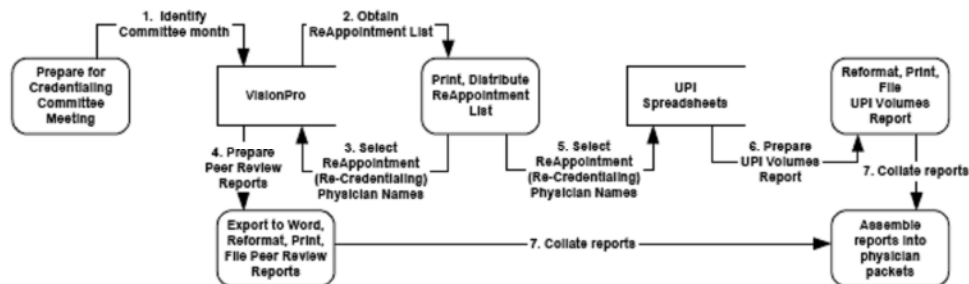 1. Identify
Committee month
2. Obtain
ReAppointment List
Prepare for
Credentialing
Committee
Meeting
VisionPro
Print, Distribute
ReAppointment
List
UPI
Spreadsheets
Reformat, Print,
File
UPI Volumes
Report
4. Prepare
Peer Review
Reports
3. Select
ReAppointment
(Re-Credentialing)
Physician Names
5. Select
ReAppointment
(Re-Credentialing)
Physician Names
6. Prepare
UPI Volumes
Report
7. Collate reports
Export to Word,
Reformat, Print,
File Peer Review
Reports
7. Collate reports
Assemble
reports into
physician
packets